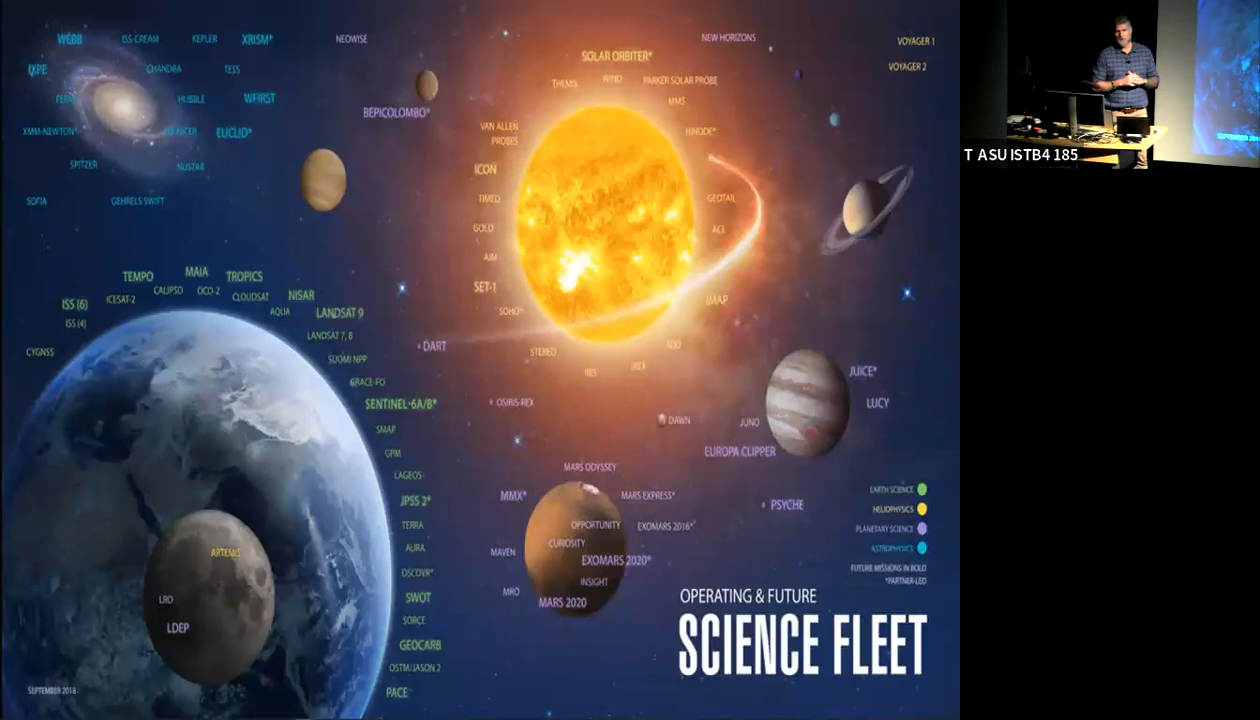 WEBB
ISS-CREAM
KEPLER
XRISM*
IXPE
CHANDRA
TESS
HUBBLE
WFIRST
XMM-NEWTON*
EUCLID*
SPITZER
NUSTAR
SOFIA
GEHRELS SWIFT
NEOWISE
BEPICOLOMBO*
SOLAR ORBITER*
NEW HORIZONS
VOYAGER 1
VOYAGER 2
THEMIS
WIND
PARKER SOLAR PROBE
MMS
VAN ALLEN
PROBES
HINODE*
ICON
TIMED
GEOTAIL
GOLD
ACE
AIM
SET-1
IMAP
SOHO*
STEREO
DART
OSIRIS-REX
DAWN
JUNO
JUICE*
LUCY
EUROPA CLIPPER
PSYCHE
TEMPO
MAIA
TROPICS
ICESAT-2
CALIPSO
OCO-2
CLOUDSAT
NISAR
ISS (6)
AQUA
LANDSAT 9
ISS (4)
LANDSAT 7, 8
CYGNSS
SUOMI NPP
GRACE-FO
SENTINEL-6A/B*
SMAP
GPM
LAGEOS
JPSS 2*
TERRA
AURA
DSCOVR*
SWOT
SORCE
GEOCARB
OSTM/JASON 2
PACE
ARTEMIS
LRO
LDEP
MARS ODYSSEY
MMX*
MARS EXPRESS*
OPPORTUNITY
EXOMARS 2016*
CURIOSITY
MAVEN
EXOMARS 2020*
INSIGHT
MRO
MARS 2020
EARTH SCIENCE
HELIOPHYSICS
PLANETARY SCIENCE
ASTROPHYSICS
FUTURE MISSIONS IN BOLD
*PARTNER-LED
OPERATING & FUTURE
SCIENCE FLEET
SEPTEMBER 2018
T ASU ISTB4 185